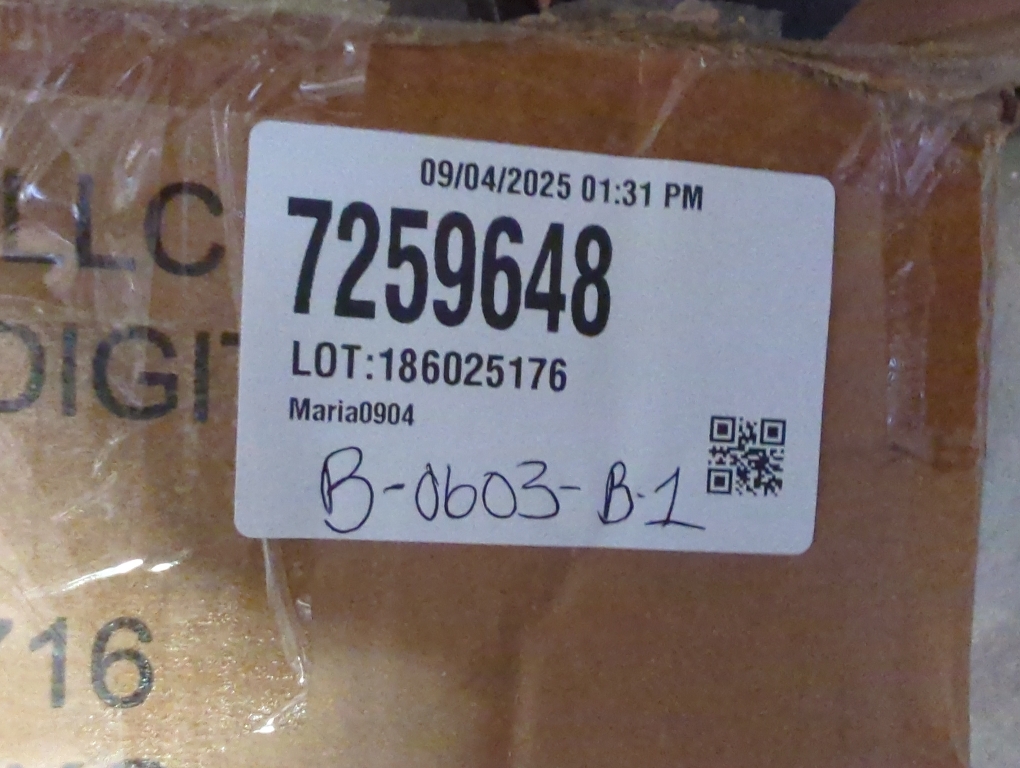 09/04/2025 01:31 PM
7259648
LOT:186025176
Maria0904
B-0603-B-1
LLC
DIGIT
716